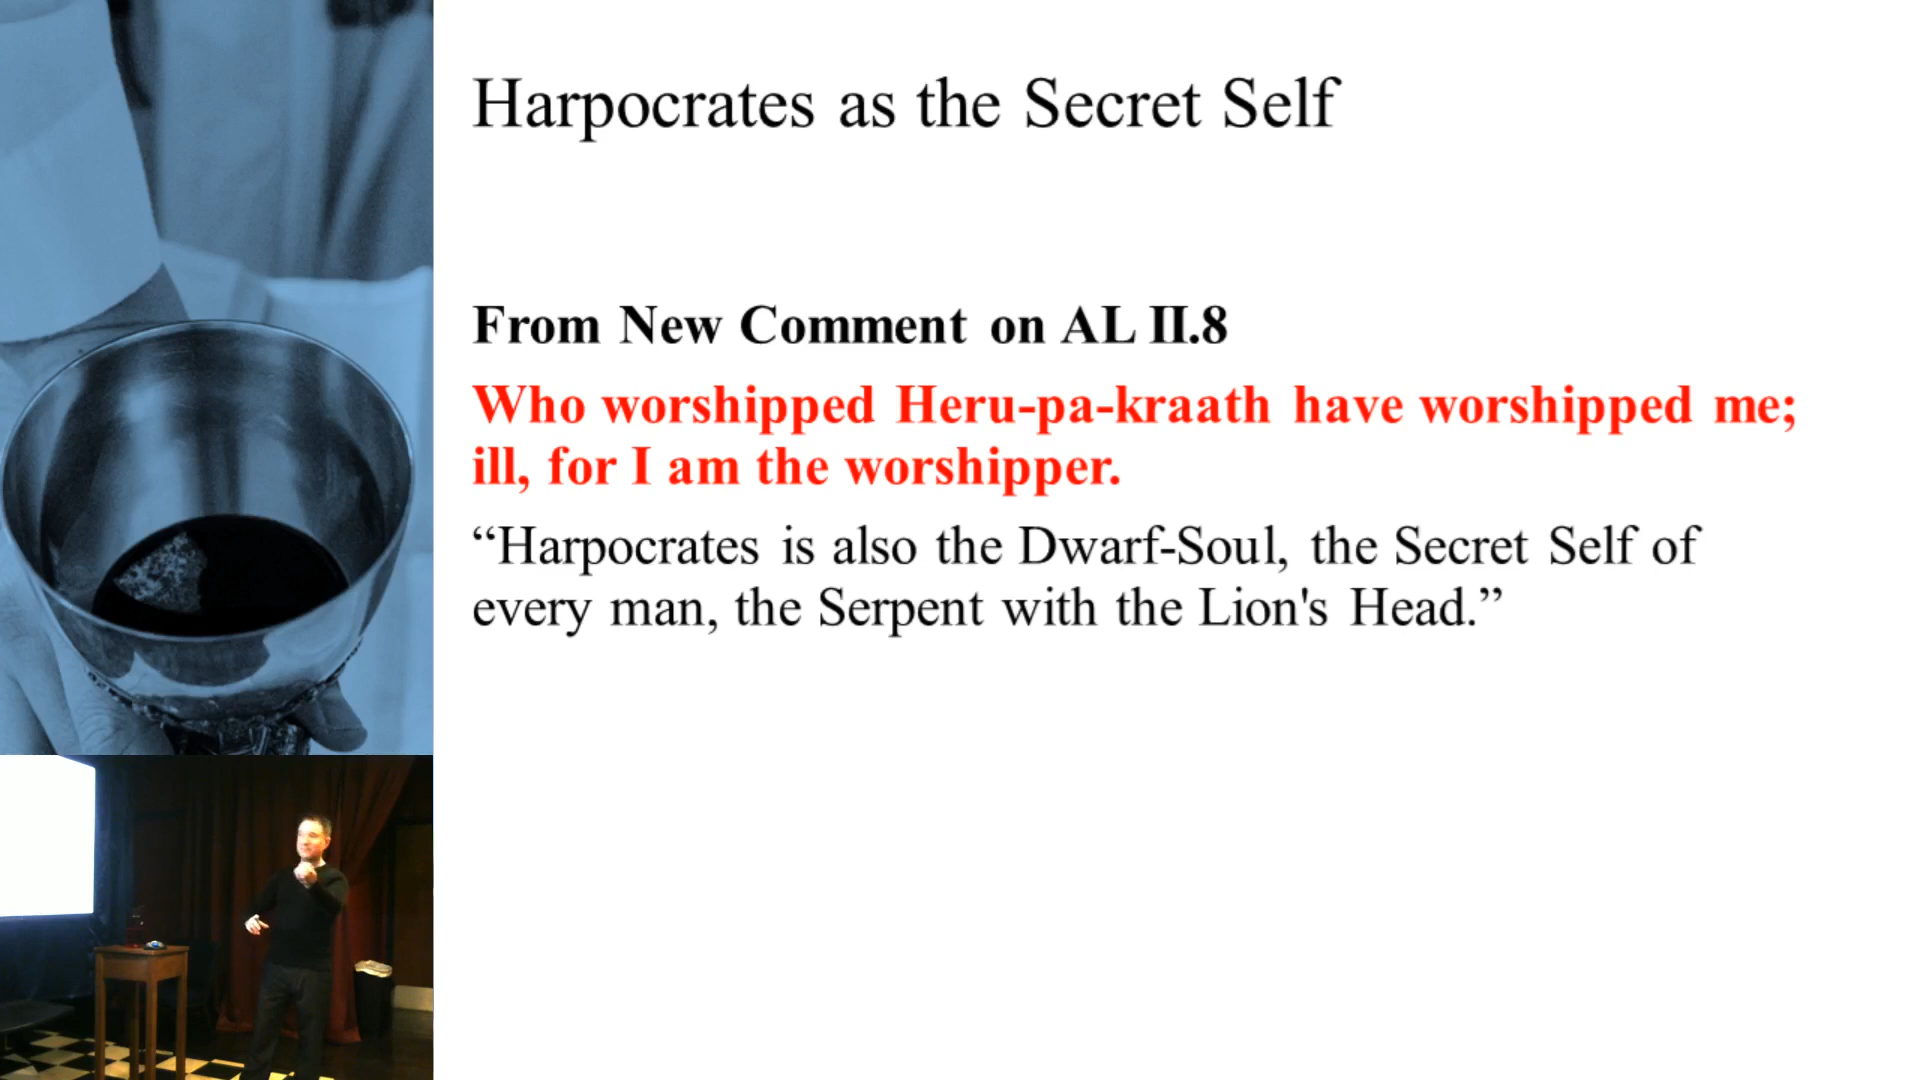 Harpocrates as the Secret Self
From New Comment on AL II.8
Who worshipped Heru-pa-kraath have worshipped me;
ill, for I am the worshipper.
“Harpocrates is also the Dwarf-Soul, the Secret Self of
every man, the Serpent with the Lion's Head.”